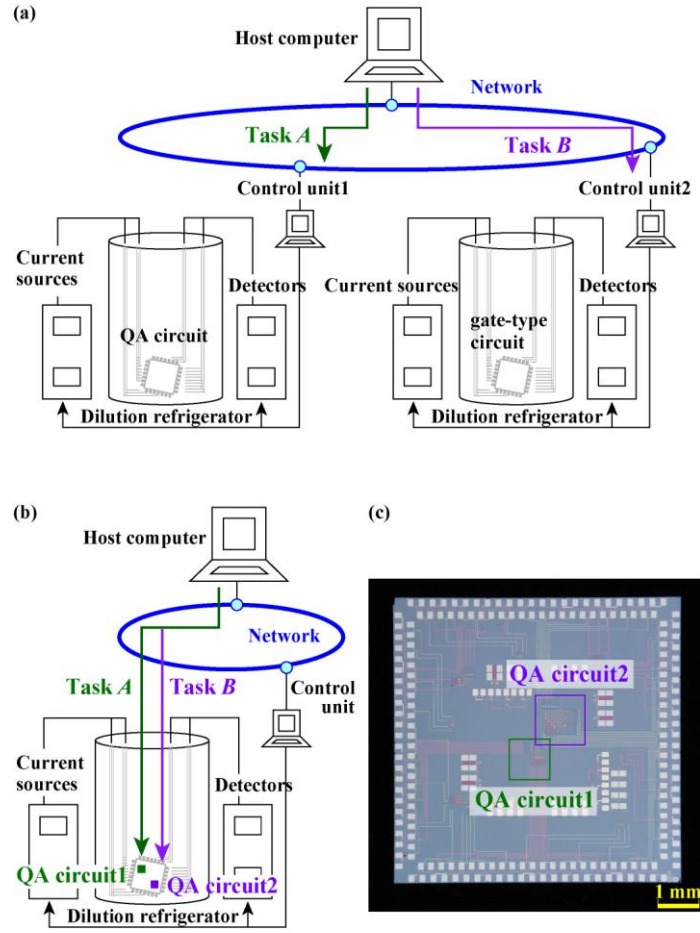 (a)
Host computer
Network
Task A
Task B
Control unit1
Control unit2
Current
sources
Detectors
QA circuit
Dilution refrigerator
Current sources
Detectors
gate-type
circuit
Dilution refrigerator
(b)
Host computer
Network
Task A
Task B
Control
unit
Current
sources
Detectors
QA circuit1
QA circuit2
Dilution refrigerator
(c)
QA circuit2
QA circuit1
1 mm